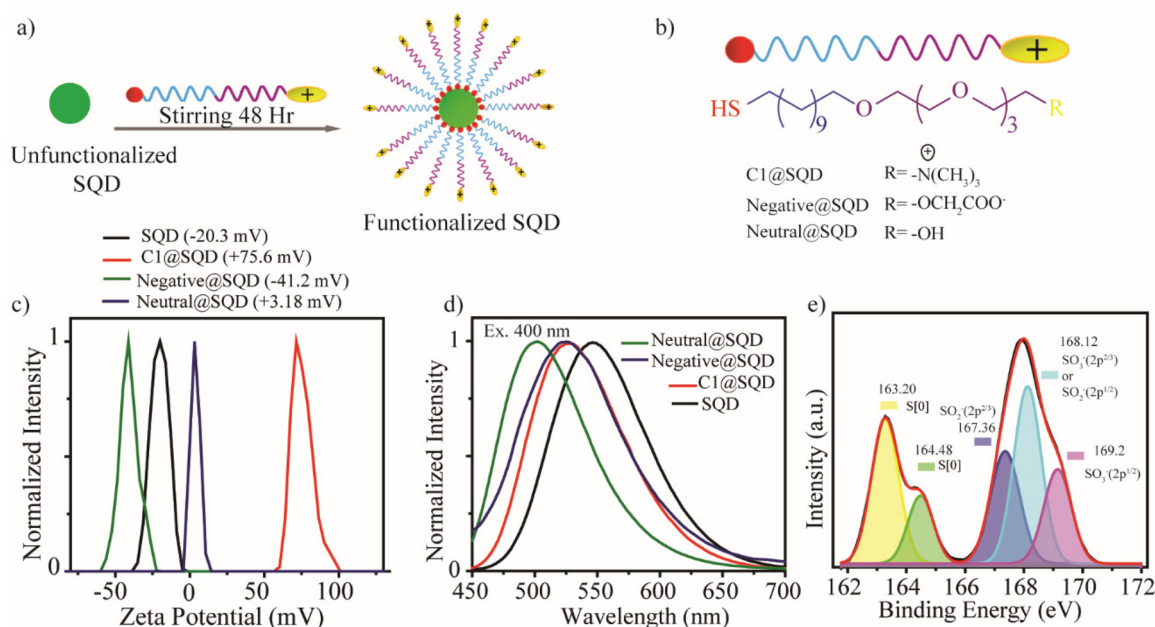 a)
Stirring 48 Hr
+
Unfunctionalized
SQD
Functionalized SQD
b)
+
HS
9
O
O
3
R
C1@SQD R= -N(CH3)3
+
Negative@SQD R= -OCH2COO-
Neutral@SQD R= -OH
SQD (-20.3 mV)
C1@SQD (+75.6 mV)
Negative@SQD (-41.2 mV)
Neutral@SQD (+3.18 mV)
c)
1
0
Normalized Intensity
-50 0 50 100
Zeta Potential (mV)
d)
Ex. 400 nm
Neutral@SQD
Negative@SQD
C1@SQD
SQD
1
0
Normalized Intensity
450 500 550 600 650 700
Wavelength (nm)
e)
163.20
S[0]
164.48
S[0]
SO2-(2p2/3)
167.36
168.12
SO3-(2p2/3)
or
SO2-(2p1/2)
169.2
SO3-(2p1/2)
Intensity (a.u.)
162 164 166 168 170 172
Binding Energy (eV)